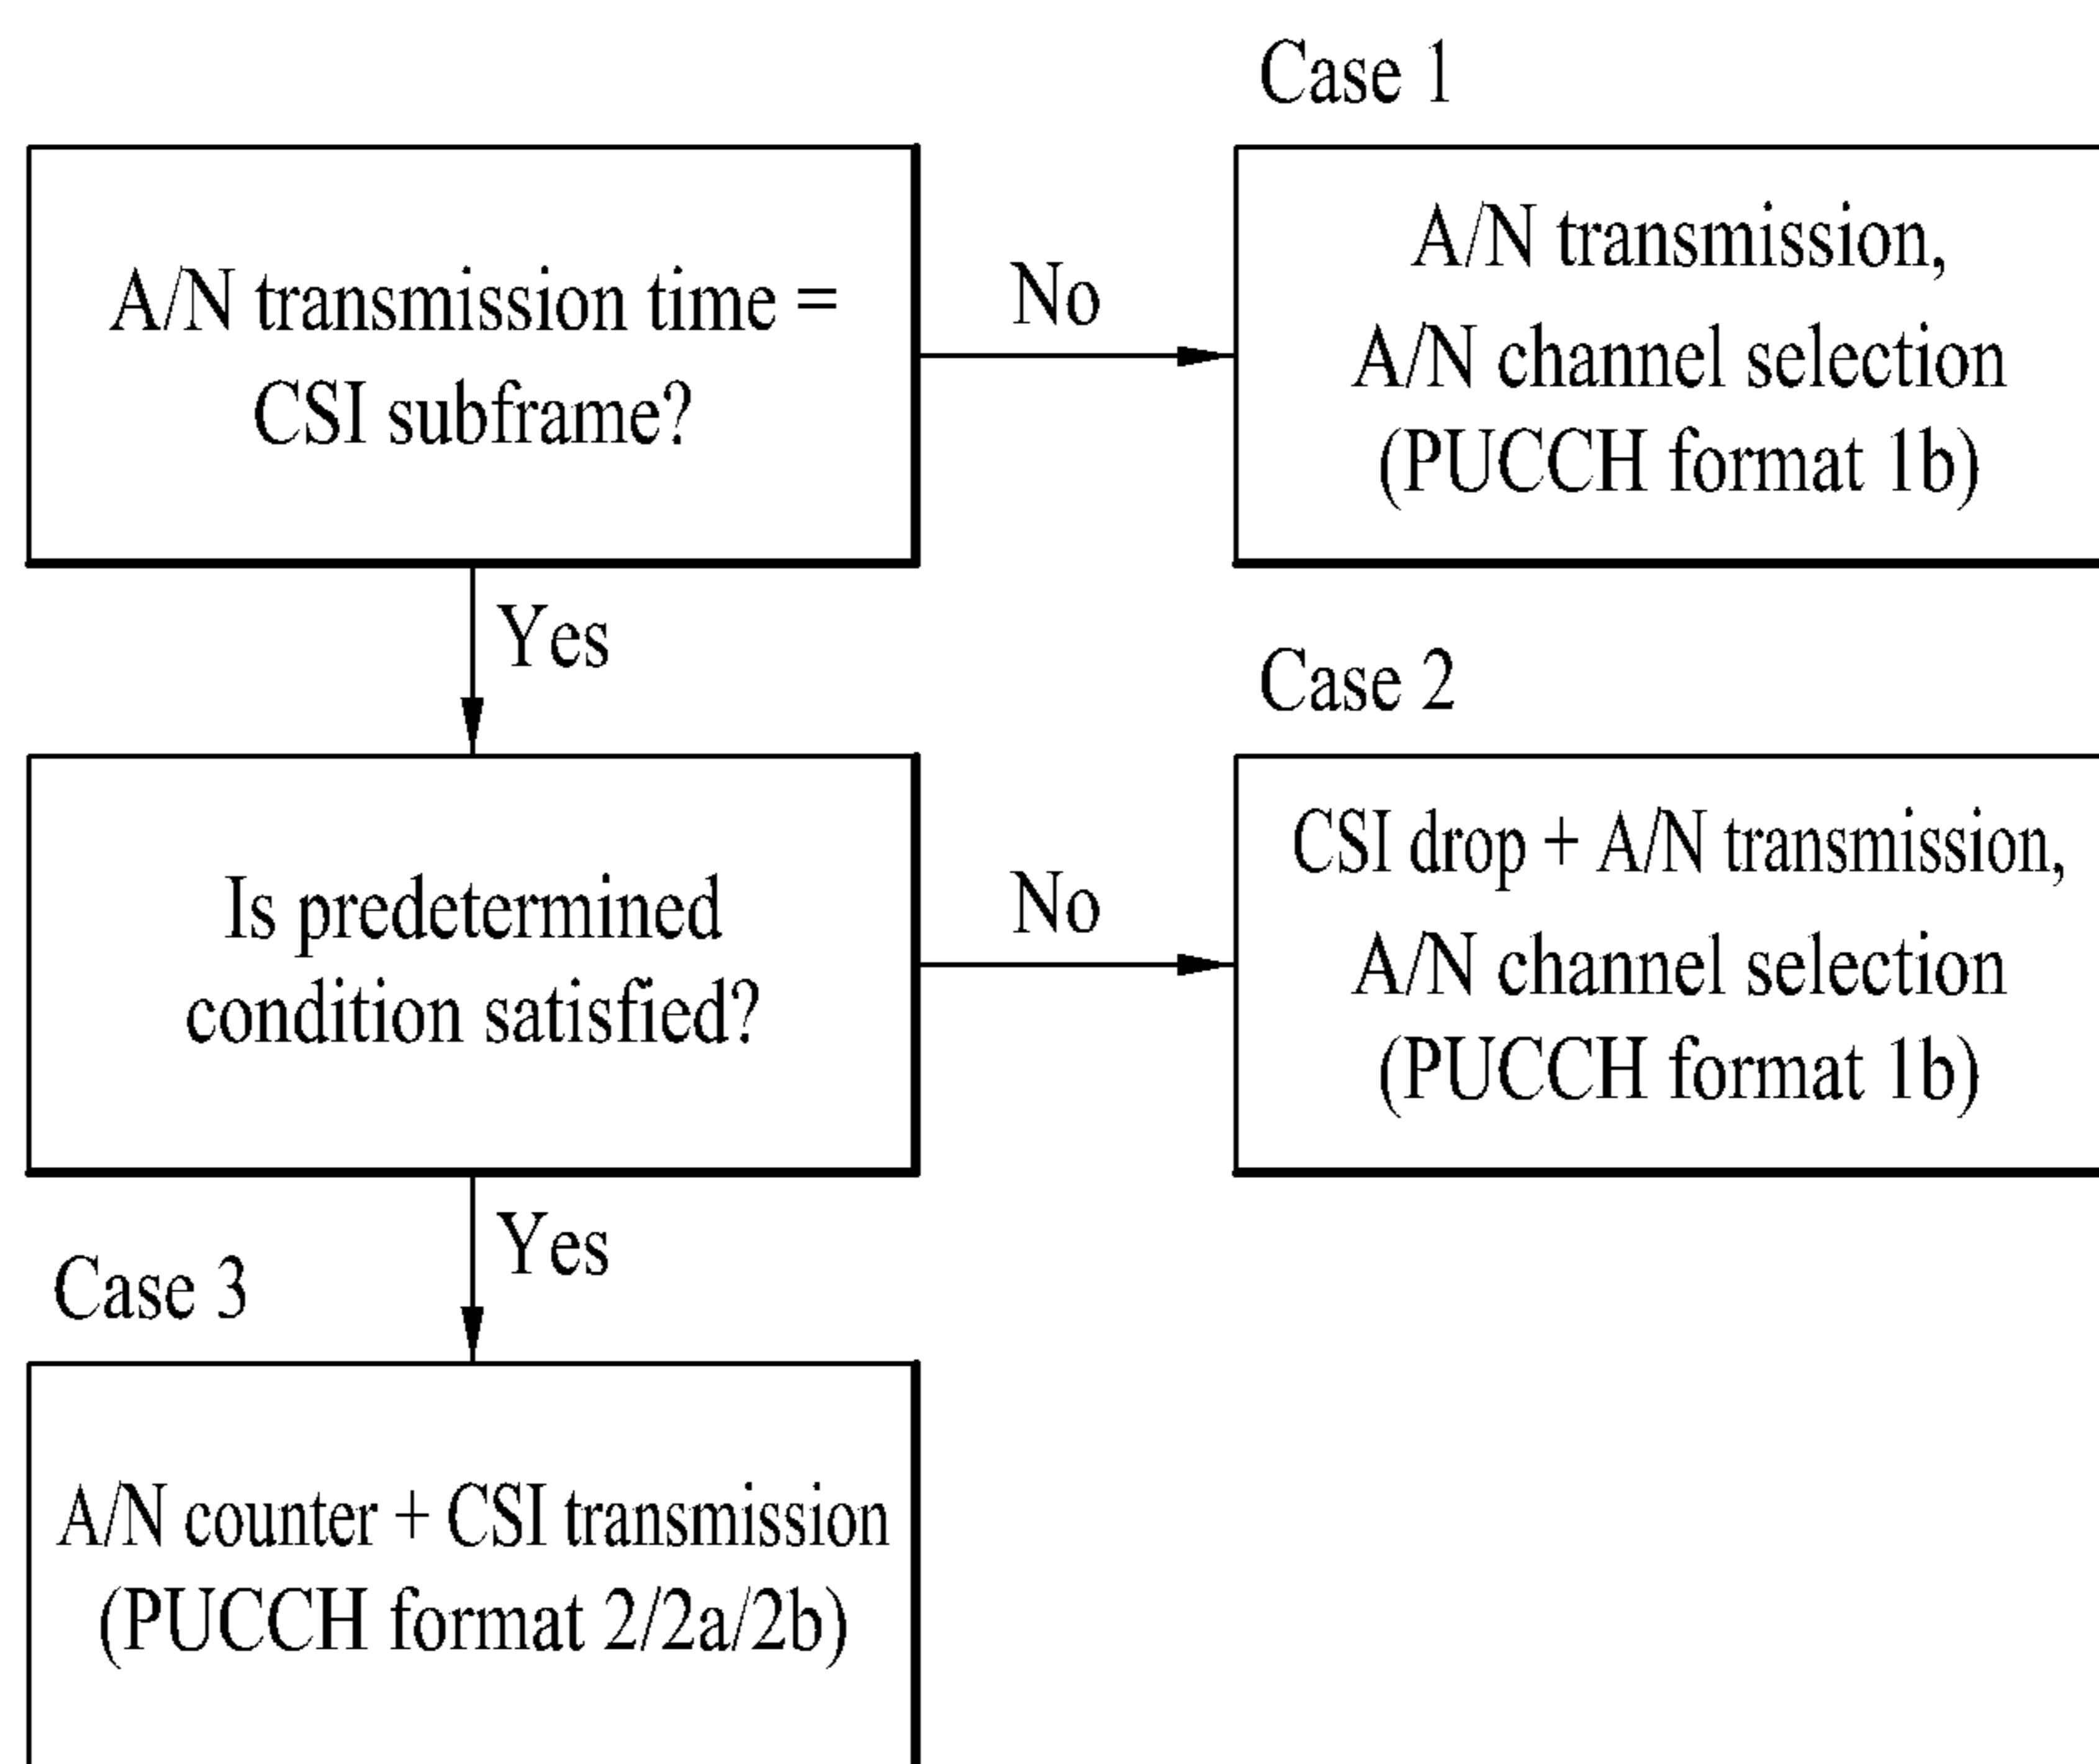 Case 1
A/N transmission time =
CSI subframe?
No
A/N transmission,
A/N channel selection
(PUCCH format 1b)
Yes
Case 2
Is predetermined
condition satisfied?
No
CSI drop + A/N transmission,
A/N channel selection
(PUCCH format 1b)
Yes
Case 3
A/N counter + CSI transmission
(PUCCH format 2/2a/2b)